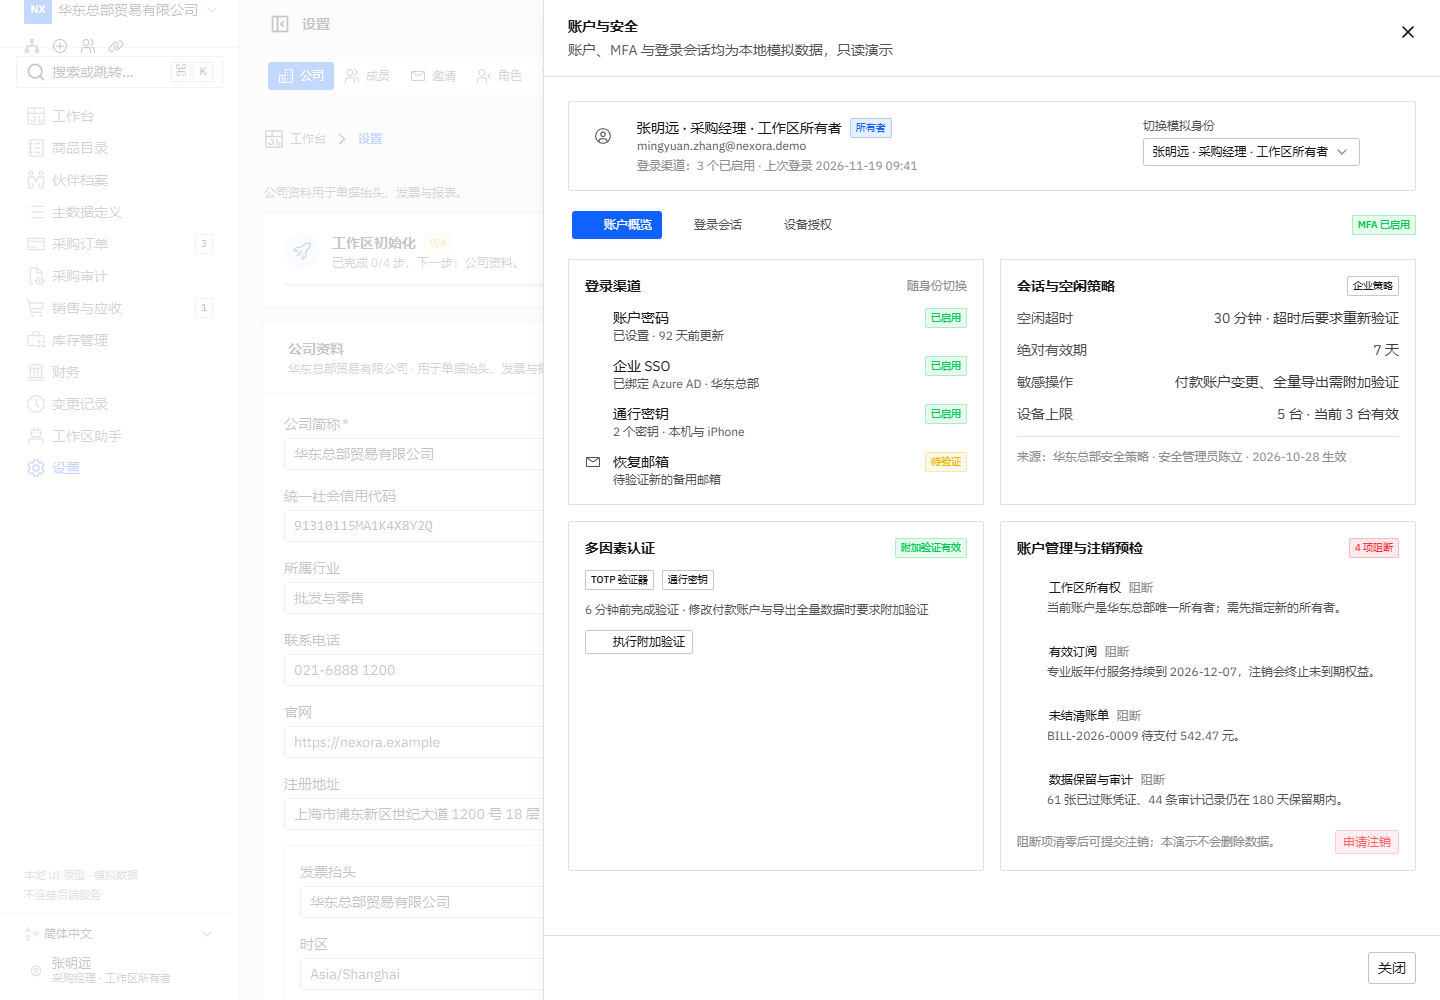 NX 华东总部贸易有限公司
搜索或跳转... ⌘ K
工作台
商品目录
伙伴档案
主数据定义
采购订单 3
采购审计
销售与应收 1
库存管理
财务
变更记录
工作区助手
设置
本地 UI 原型 · 模拟数据
不连接后端服务
简体中文
张明远
采购经理 · 工作区所有者
设置
公司 成员 邀请 角色
工作台 设置
公司资料用于单据抬头、发票与报表。
工作区初始化 0/4
已完成 0/4 步，下一步：公司资料。
公司资料
华东总部贸易有限公司 · 用于单据抬头、发票与报
公司简称 *
华东总部贸易有限公司
统一社会信用代码
91310115MA1K4X8Y2Q
所属行业
批发与零售
联系电话
021-6888 1200
官网
https://nexora.example
注册地址
上海市浦东新区世纪大道 1200 号 18 层
发票抬头
华东总部贸易有限公司
时区
Asia/Shanghai
账户与安全
账户、MFA 与登录会话均为本地模拟数据，只读演示
张明远 · 采购经理 · 工作区所有者 所有者
mingyuan.zhang@nexora.demo
登录渠道：3 个已启用 · 上次登录 2026-11-19 09:41
切换模拟身份
张明远 · 采购经理 · 工作区所有者
账户概览 登录会话 设备授权 MFA 已启用
登录渠道 随身份切换
账户密码 已启用
已设置 · 92 天前更新
企业 SSO 已启用
已绑定 Azure AD · 华东总部
通行密钥 已启用
2 个密钥 · 本机与 iPhone
恢复邮箱 待验证
待验证新的备用邮箱
会话与空闲策略 企业策略
空闲超时 30 分钟 · 超时后要求重新验证
绝对有效期 7 天
敏感操作 付款账户变更、全量导出需附加验证
设备上限 5 台 · 当前 3 台有效
来源：华东总部安全策略 · 安全管理员陈立 · 2026-10-28 生效
多因素认证 附加验证有效
TOTP 验证器 通行密钥
6 分钟前完成验证 · 修改付款账户与导出全量数据时要求附加验证
执行附加验证
账户管理与注销预检 4 项阻断
工作区所有权 阻断
当前账户是华东总部唯一所有者；需先指定新的所有者。
有效订阅 阻断
专业版年付服务持续到 2026-12-07，注销会终止未到期权益。
未结清账单 阻断
BILL-2026-0009 待支付 542.47 元。
数据保留与审计 阻断
61 张已过账凭证、44 条审计记录仍在 180 天保留期内。
阻断项清零后可提交注销；本演示不会删除数据。 申请注销
关闭